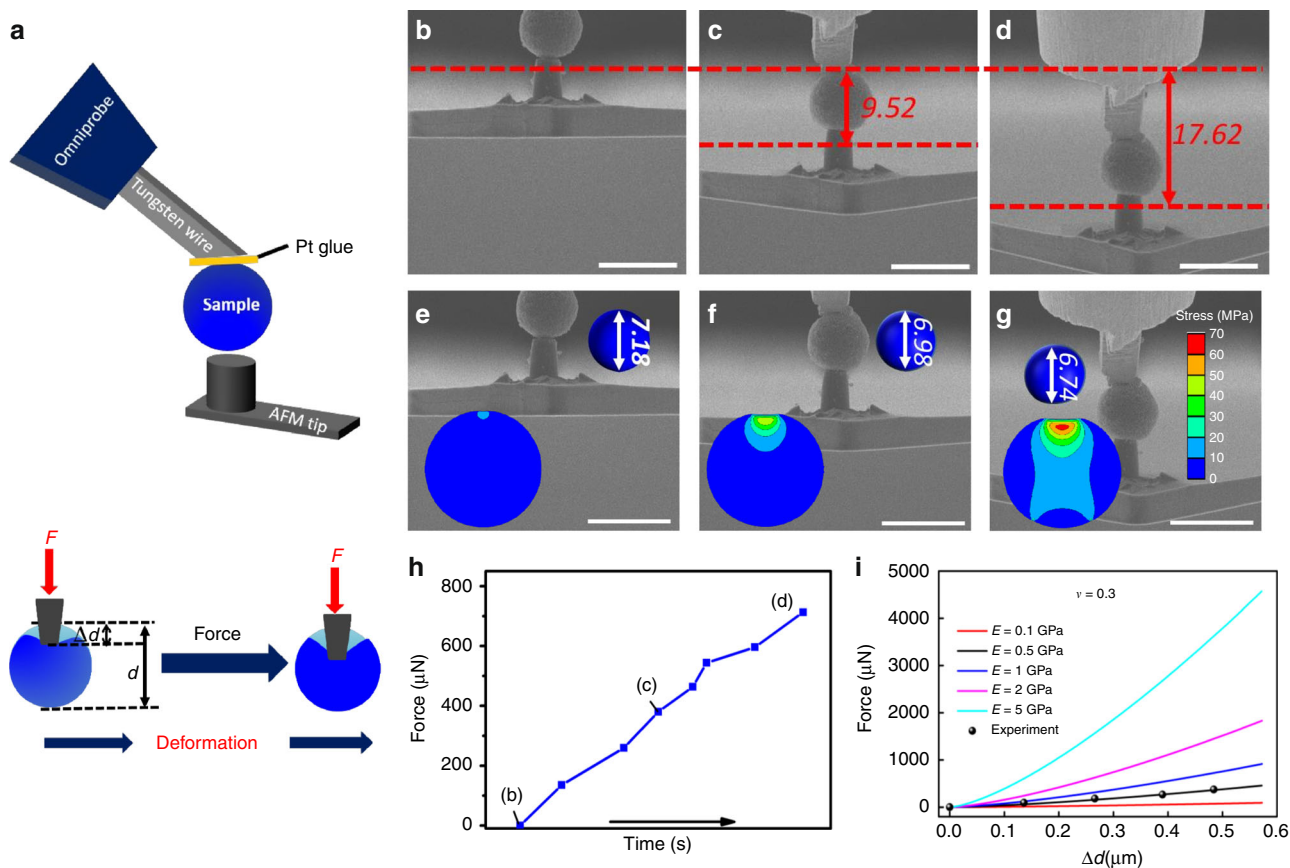 a
Omniprobe
Tungsten wire
Pt glue
Sample
AFM tip
F
F
Δd
d
Force
Deformation
b
c
d
9.52
17.62
e
f
g
7.18
6.98
6.74
Stress (MPa)
70
60
50
40
30
20
10
0
h
800
600
400
200
0
Force (μN)
(b)
(c)
(d)
Time (s)
i
5000
4000
3000
2000
1000
0
Force (μN)
ν = 0.3
E = 0.1 GPa
E = 0.5 GPa
E = 1 GPa
E = 2 GPa
E = 5 GPa
Experiment
0.0 0.1 0.2 0.3 0.4 0.5 0.6
Δd(μm)